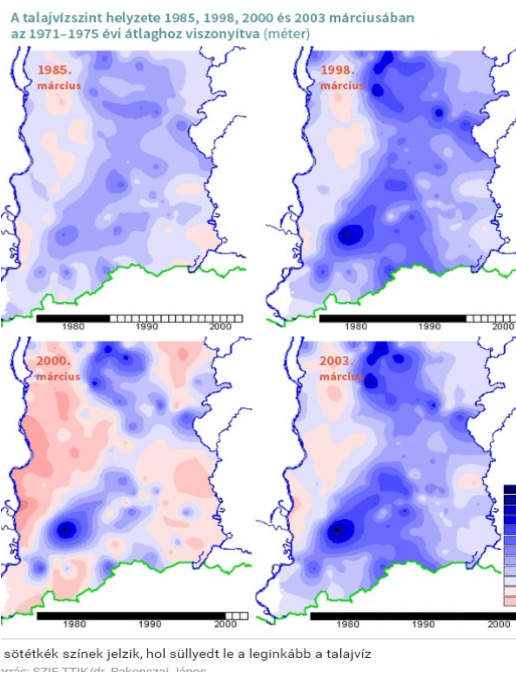 A talajvízszint helyzete 1985, 1998, 2000 és 2003 márciusában
az 1971–1975 évi átlaghoz viszonyítva (méter)
1985.
március
1998.
március
1980 1990 2000
1980 1990 2000
2000.
március
2003.
március
1980 1990 2000
1980 1990 2000
sötétkék színek jelzik, hol süllyedt le a leginkább a talajvíz